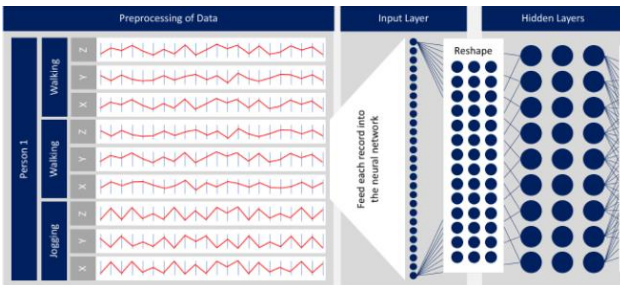 Preprocessing of Data
Input Layer
Hidden Layers
Person 1
Walking
Z
Y
X
Walking
Z
Y
X
Jogging
Z
Y
X
Feed each record into
the neural network
Reshape